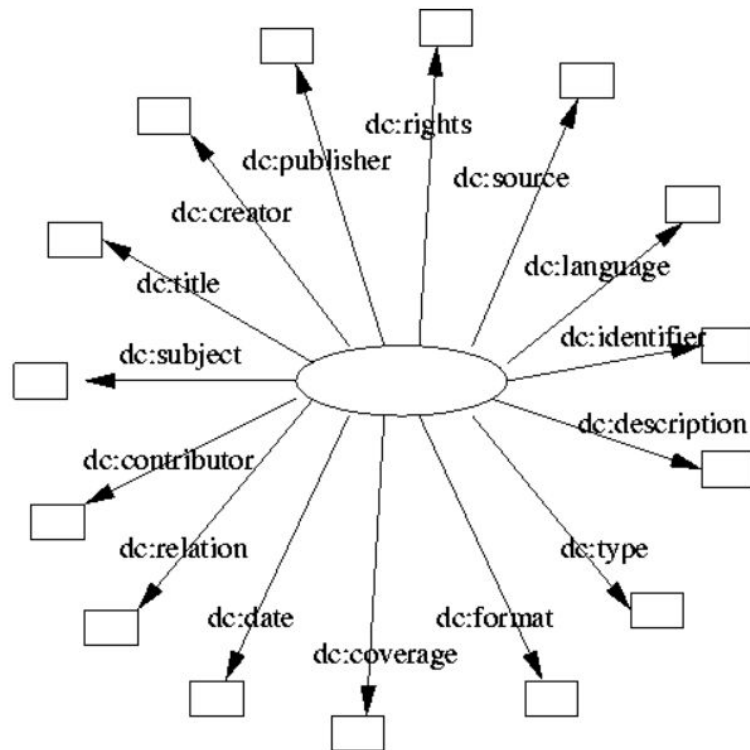 dc:rights
dc:publisher
dc:source
dc:creator
dc:language
dc:title
dc:identifier
dc:subject
dc:description
dc:contributor
dc:relation
dc:type
dc:date
dc:format
dc:coverage